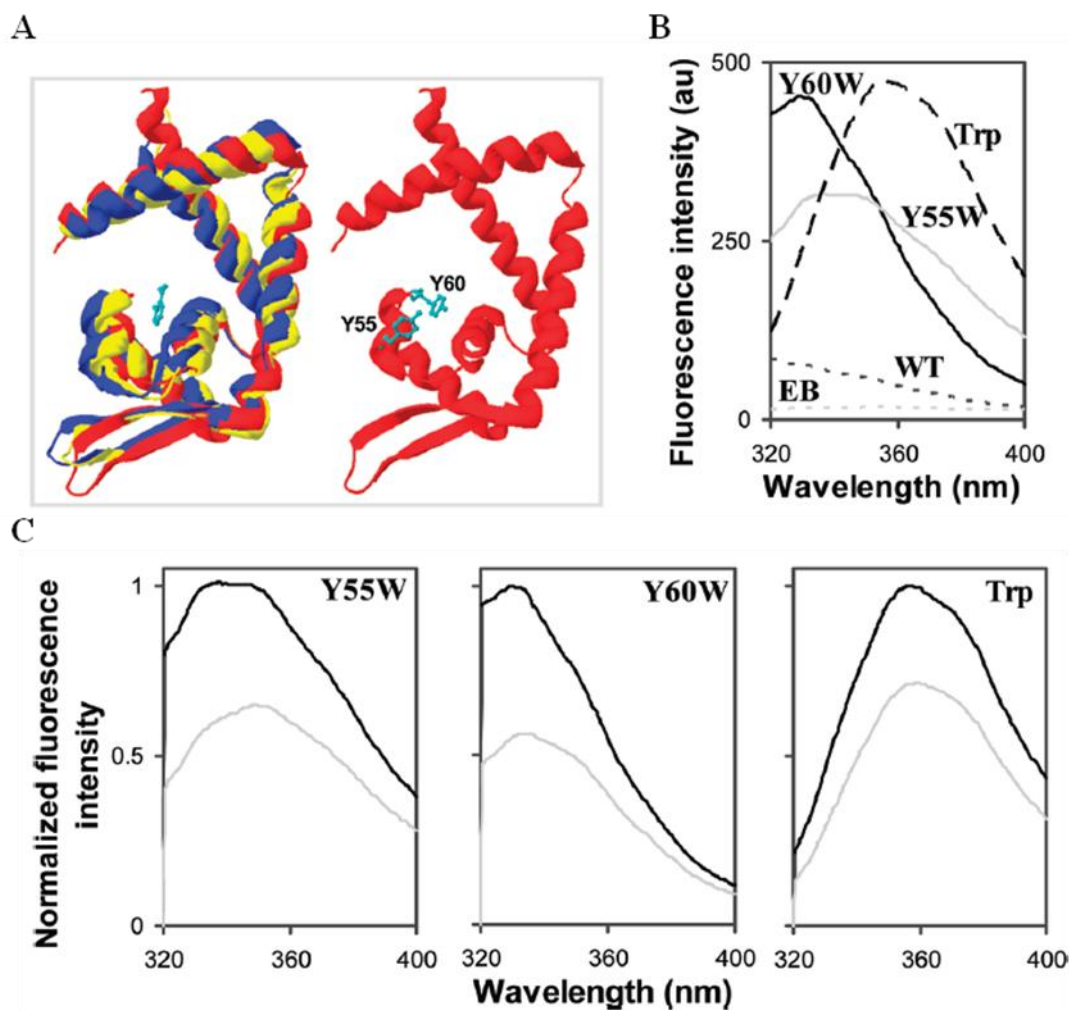 A
Y60
Y55
B
Fluorescence intensity (au)
500
250
0
Y60W
Trp
Y55W
WT
EB
320
360
400
Wavelength (nm)
C
Normalized fluorescence
intensity
1
0.5
0
Y55W
Y60W
Trp
320
360
400
320
360
400
320
360
400
Wavelength (nm)